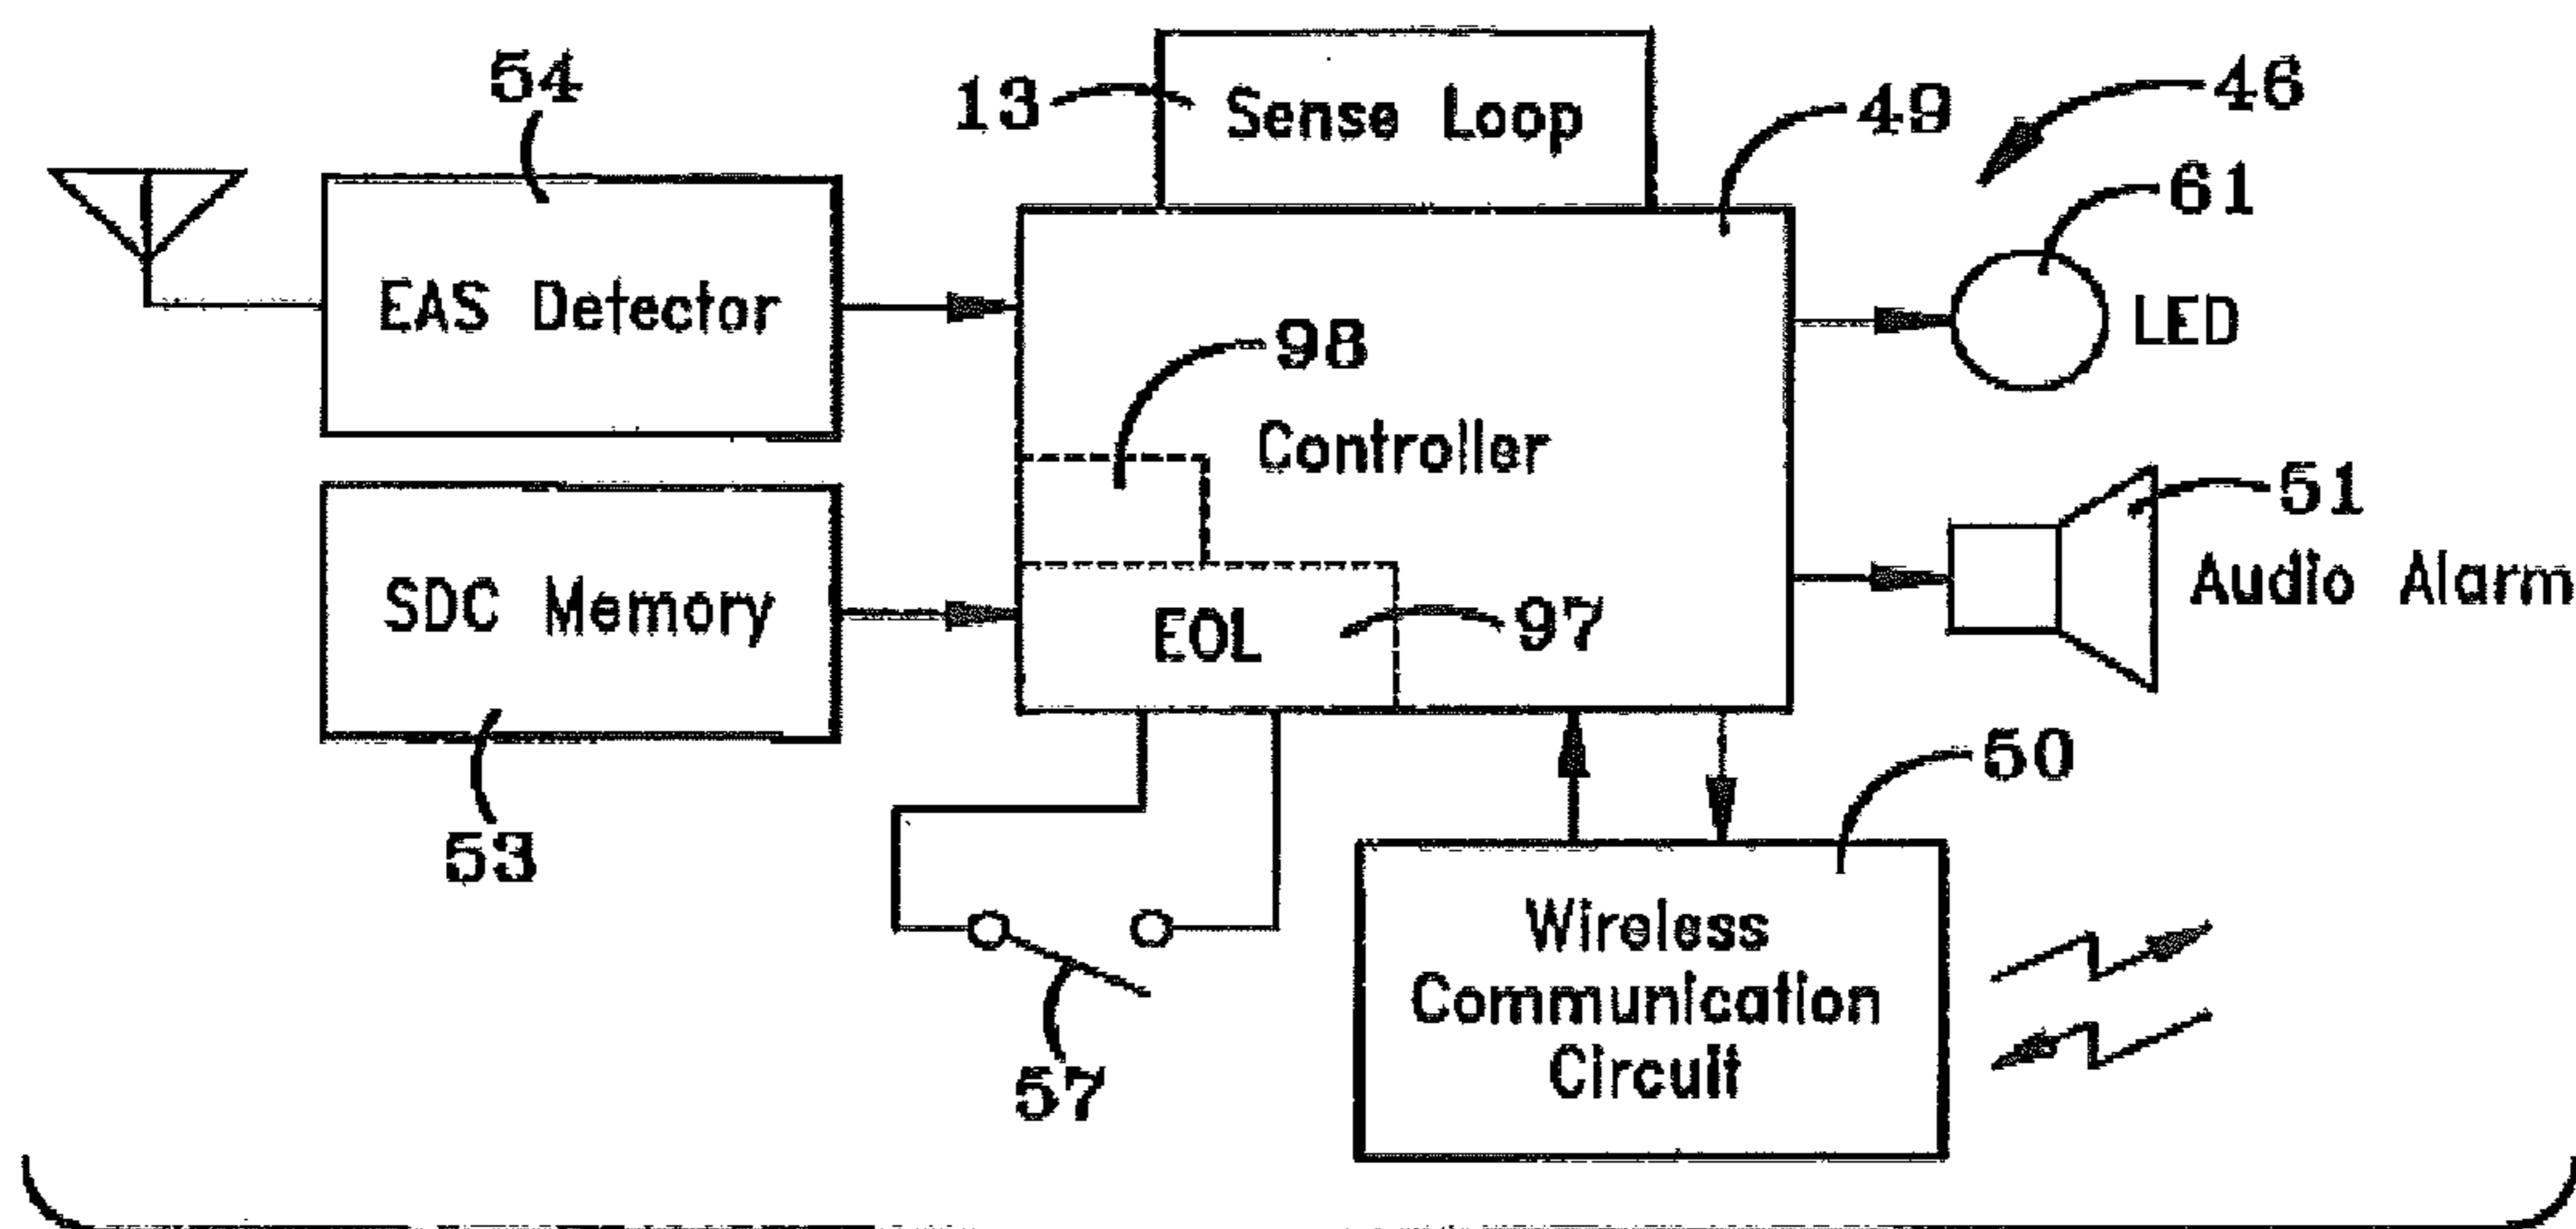 54
13
Sense Loop
49
46
61
EAS Detector
98
LED
Controller
51
SDC Memory
Audio Alarm
EOL
97
53
50
Wireless
Communication
Circuit
57